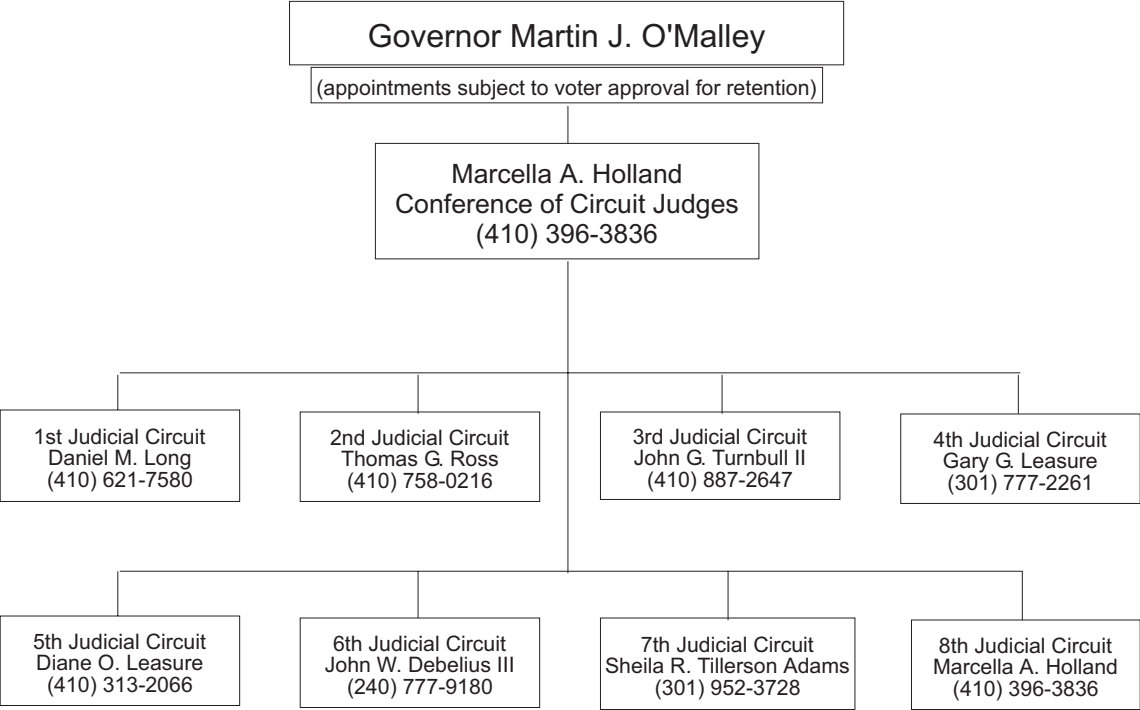 Governor Martin J. O'Malley
(appointments subject to voter approval for retention)
Marcella A. Holland
Conference of Circuit Judges
(410) 396-3836
1st Judicial Circuit
Daniel M. Long
(410) 621-7580
2nd Judicial Circuit
Thomas G. Ross
(410) 758-0216
3rd Judicial Circuit
John G. Turnbull II
(410) 887-2647
4th Judicial Circuit
Gary G. Leasure
(301) 777-2261
5th Judicial Circuit
Diane O. Leasure
(410) 313-2066
6th Judicial Circuit
John W. Debelius III
(240) 777-9180
7th Judicial Circuit
Sheila R. Tillerson Adams
(301) 952-3728
8th Judicial Circuit
Marcella A. Holland
(410) 396-3836